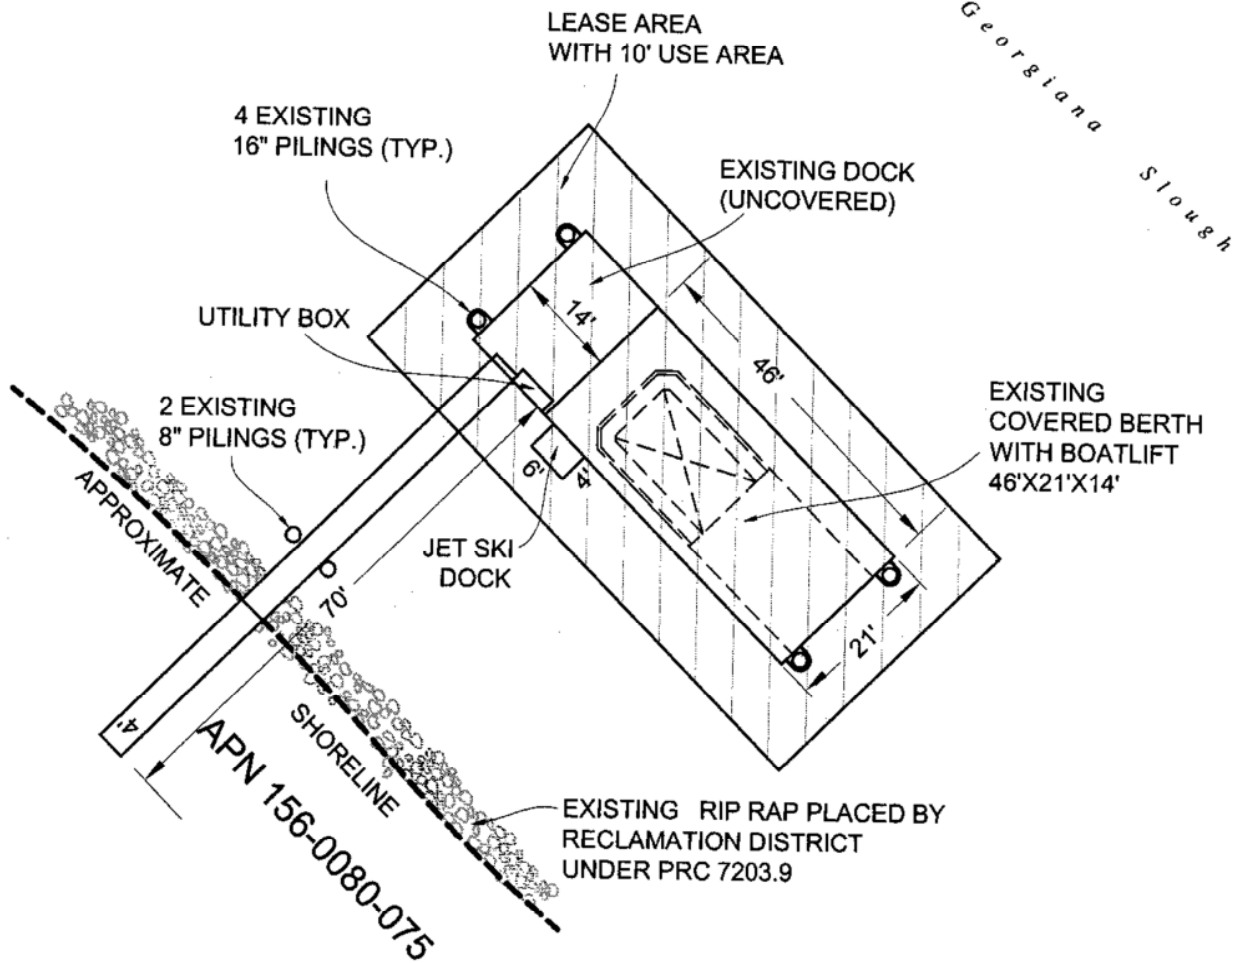 LEASE AREA
WITH 10' USE AREA
Georgiana Slough
4 EXISTING
16" PILINGS (TYP.)
EXISTING DOCK
(UNCOVERED)
UTILITY BOX
14'
46'
2 EXISTING
8" PILINGS (TYP.)
EXISTING
COVERED BERTH
WITH BOATLIFT
46'X21'X14'
6'
4'
JET SKI
DOCK
70'
21'
APPROXIMATE
SHORELINE
4'
APN 156-0080-075
EXISTING RIP RAP PLACED BY
RECLAMATION DISTRICT
UNDER PRC 7203.9